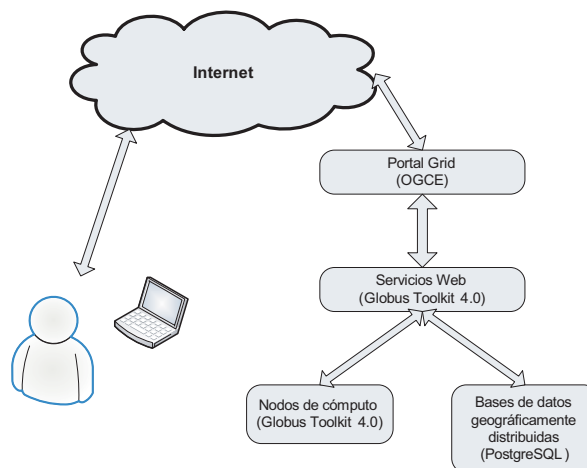 Internet
Portal Grid
(OGCE)
Servicios Web
(Globus Toolkit 4.0)
Nodos de cómputo
(Globus Toolkit 4.0)
Bases de datos
geográficamente
distribuidas
(PostgreSQL )